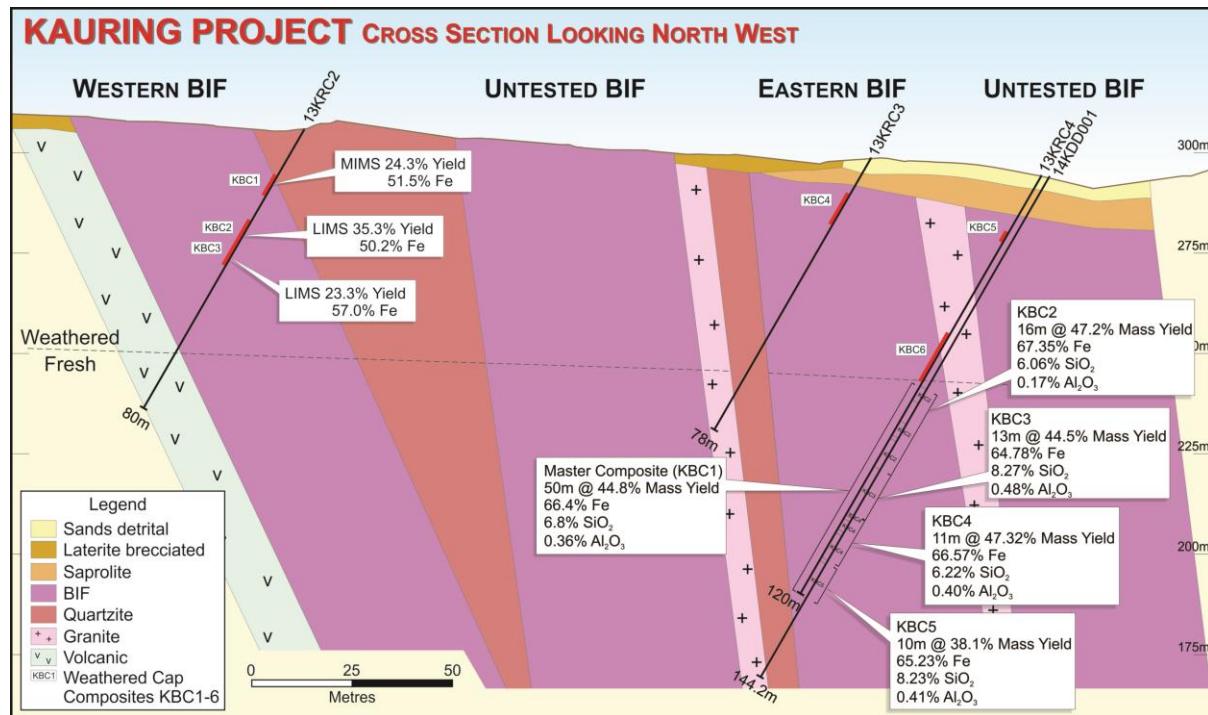 KAURING PROJECT CROSS SECTION LOOKING NORTH WEST
WESTERN BIF
UNTESTED BIF
EASTERN BIF
UNTESTED BIF
13KRC2
13KRC3
13KRC4
14KDD001
300m
275m
250m
225m
200m
175m
KBC1
MIMS 24.3% Yield
51.5% Fe
KBC2
LIMS 35.3% Yield
50.2% Fe
KBC3
LIMS 23.3% Yield
57.0% Fe
KBC4
KBC5
KBC6
Weathered
Fresh
80m
78m
120m
144.2m
KBC2
16m @ 47.2% Mass Yield
67.35% Fe
6.06% SiO₂
0.17% Al₂O₃
KBC3
13m @ 44.5% Mass Yield
64.78% Fe
8.27% SiO₂
0.48% Al₂O₃
Master Composite (KBC1)
50m @ 44.8% Mass Yield
66.4% Fe
6.8% SiO₂
0.36% Al₂O₃
KBC4
11m @ 47.32% Mass Yield
66.57% Fe
6.22% SiO₂
0.40% Al₂O₃
KBC5
10m @ 38.1% Mass Yield
65.23% Fe
8.23% SiO₂
0.41% Al₂O₃
Legend
Sands detrital
Laterite brecciated
Saprolite
BIF
Quartzite
Granite
Volcanic
KBC1 Weathered Cap
Composites KBC1-6
0 25 50
Metres